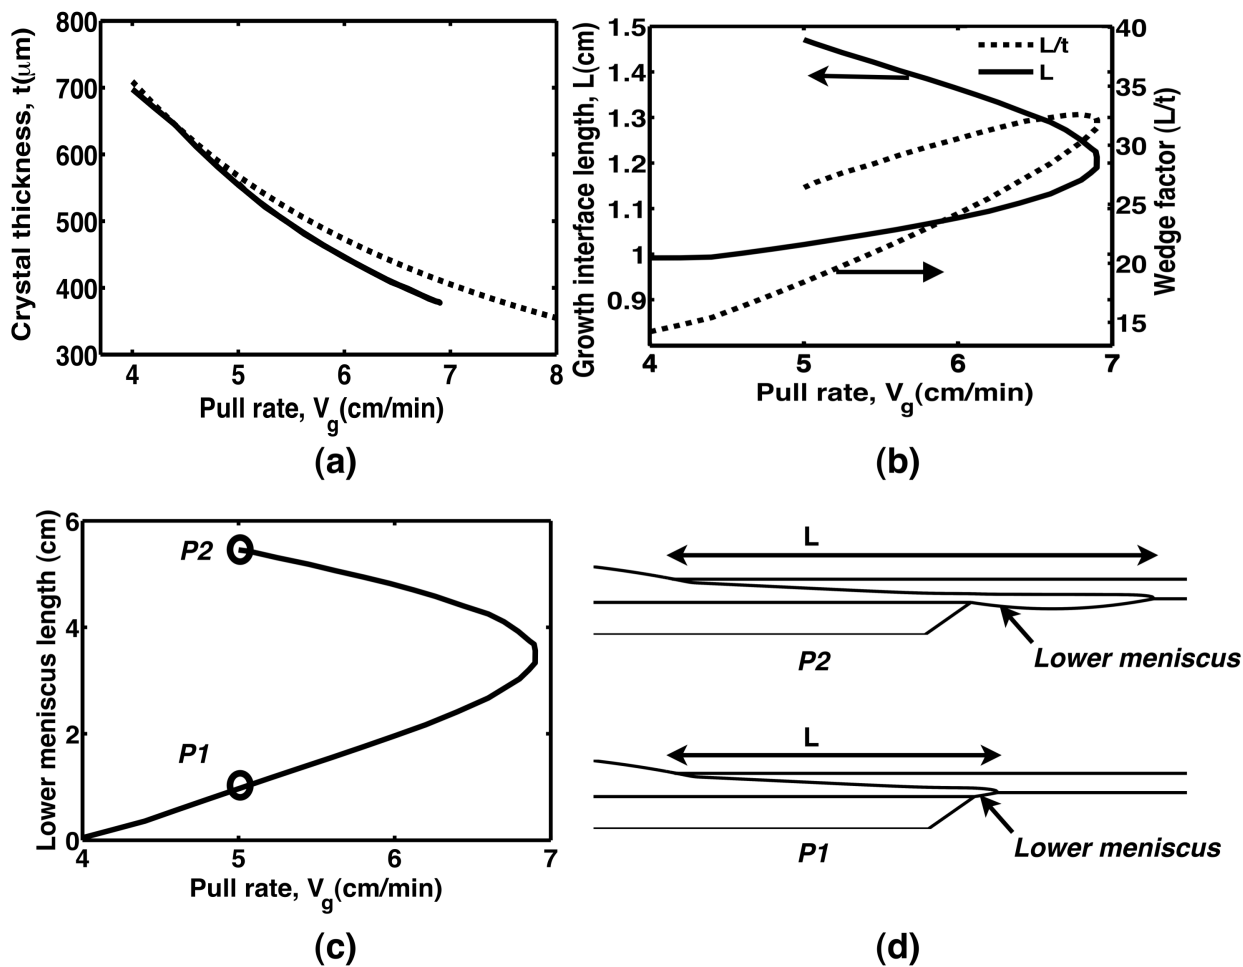 800
700
600
500
400
300
Crystal thickness, t(μm)
4 5 6 7 8
Pull rate, Vg(cm/min)
(a)
1.5
1.4
1.3
1.2
1.1
1
0.9
Growth interface length, L(cm)
L/t
L
40
35
30
25
20
15
Wedge factor (L/t)
4 5 6 7
Pull rate, Vg(cm/min)
(b)
6
4
2
0
Lower meniscus length (cm)
P2
P1
4 5 6 7
Pull rate, Vg(cm/min)
(c)
L
Lower meniscus
P2
L
Lower meniscus
P1
(d)